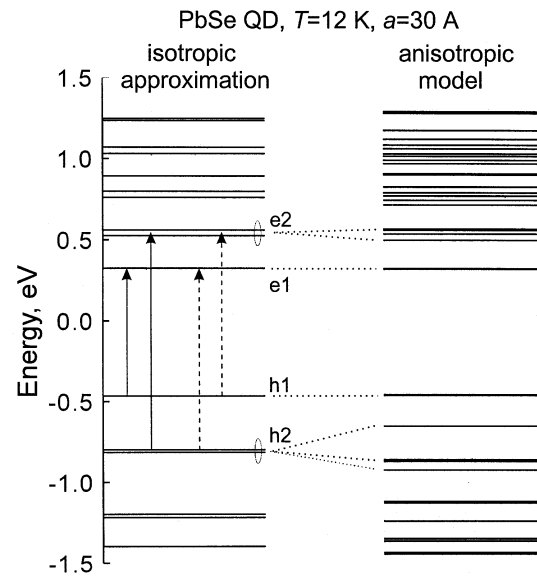 PbSe QD, T=12 K, a=30 A
isotropic
approximation
anisotropic
model
Energy, eV
1.5
1.0
0.5
0.0
-0.5
-1.0
-1.5
e2
e1
h1
h2